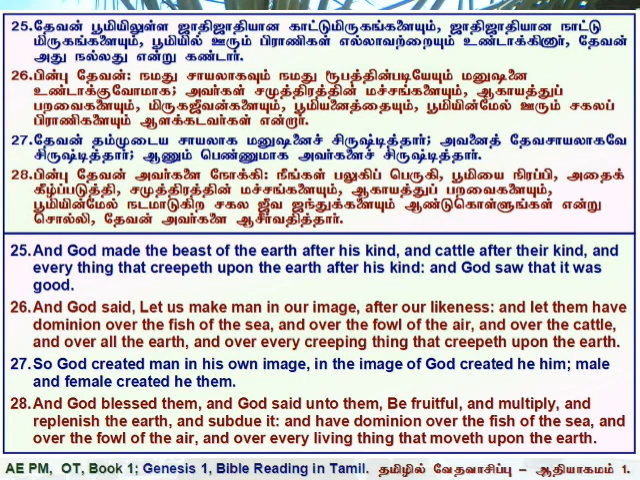 25.தேவன் பூமியிலுள்ள ஜாதிஜாதியான காட்டுமிருகங்களையும், ஜாதிஜாதியான நாட்டு
மிருகங்களையும், பூமியில் ஊரும் பிராணிகள் எல்லாவற்றையும் உண்டாக்கினார், தேவன்
அது நல்லது என்று கண்டார்.
26.பின்பு தேவன்: நமது சாயலாகவும் நமது ரூபத்தின்படியேயும் மனுஷனை
உண்டாக்குவோமாக; அவர்கள் சமுத்திரத்தின் மச்சங்களையும், ஆகாயத்துப்
பறவைகளையும், மிருகஜீவன்களையும், பூமியனைத்தையும், பூமியின்மேல் ஊரும் சகலப்
பிராணிகளையும் ஆளக்கடவர்கள் என்றார்.
27.தேவன் தம்முடைய சாயலாக மனுஷனைச் சிருஷ்டித்தார்; அவனைத் தேவசாயலாகவே
சிருஷ்டித்தார்; ஆணும் பெண்ணுமாக அவர்களைச் சிருஷ்டித்தார்.
28.பின்பு தேவன் அவர்களை நோக்கி: நீங்கள் பலுகிப் பெருகி, பூமியை நிரப்பி, அதைக்
கீழ்ப்படுத்தி, சமுத்திரத்தின் மச்சங்களையும், ஆகாயத்துப் பறவைகளையும்,
பூமியின்மேல் நடமாடுகிற சகல ஜீவ ஜந்துக்களையும் ஆண்டுகொள்ளுங்கள் என்று
சொல்லி, தேவன் அவர்களை ஆசீர்வதித்தார்.
25.And God made the beast of the earth after his kind, and cattle after their kind, and
every thing that creepeth upon the earth after his kind: and God saw that it was
good.
26.And God said, Let us make man in our image, after our likeness: and let them have
dominion over the fish of the sea, and over the fowl of the air, and over the cattle,
and over all the earth, and over every creeping thing that creepeth upon the earth.
27.So God created man in his own image, in the image of God created he him; male
and female created he them.
28.And God blessed them, and God said unto them, Be fruitful, and multiply, and
replenish the earth, and subdue it: and have dominion over the fish of the sea, and
over the fowl of the air, and over every living thing that moveth upon the earth.
AE PM, OT, Book 1; Genesis 1, Bible Reading in Tamil. தமிழில் வேதவாசிப்பு – ஆதியாகமம் 1.